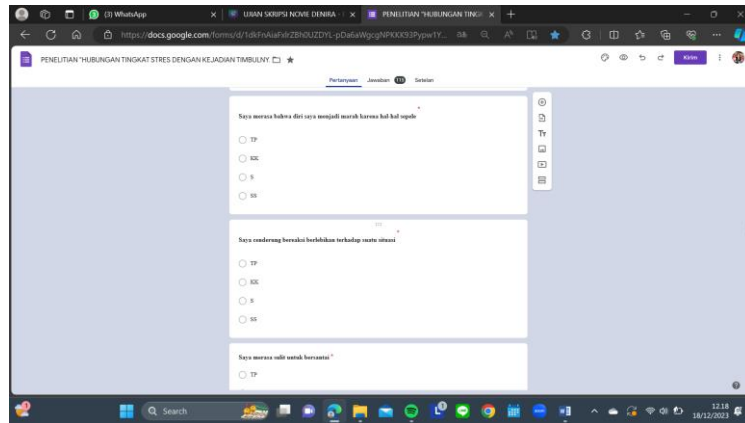 (3) WhatsApp
UJIAN SKRIPSI NOVIE DENIRA -
PENELITIAN "HUBUNGAN TINGK
PENELITIAN "HUBUNGAN TINGKAT STRES DENGAN KEJADIAN TIMBULNY.
Kirim
Pertanyaan Jawaban 115 Setelan
Saya merasa bahwa diri saya menjadi marah karena hal-hal sepele *
TP
KK
S
SS
Saya cenderung bereaksi berlebihan terhadap suatu situasi *
TP
KK
S
SS
Saya merasa sulit untuk bersantai *
TP
Search
12.18
18/12/2023